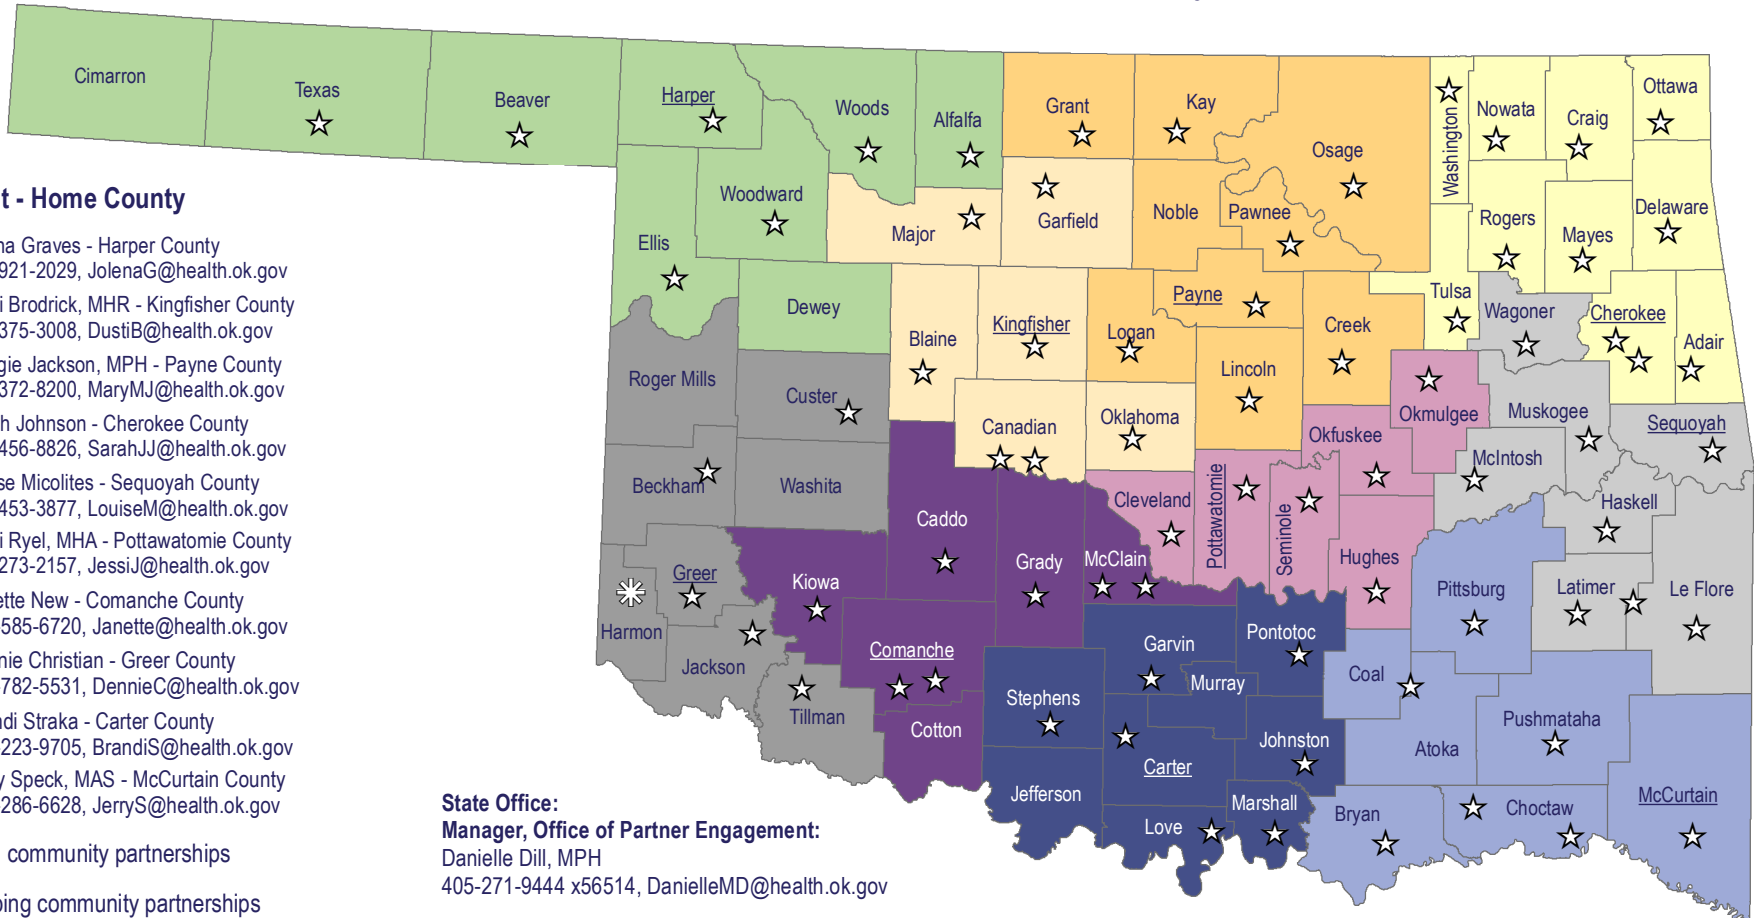 Cimarron
Texas
Beaver
Harper
Woods
Alfalfa
Grant
Kay
Osage
Washington
Nowata
Craig
Ottawa
Ellis
Woodward
Major
Garfield
Noble
Pawnee
Rogers
Mayes
Delaware
Dewey
Blaine
Kingfisher
Logan
Payne
Creek
Tulsa
Wagoner
Cherokee
Adair
Roger Mills
Custer
Canadian
Oklahoma
Lincoln
Okmulgee
Okfuskee
Muskogee
Sequoyah
McIntosh
Beckham
Washita
Caddo
Grady
McClain
Cleveland
Pottawatomie
Seminole
Hughes
Haskell
Pittsburg
Latimer
Le Flore
Harmon
Greer
Jackson
Kiowa
Comanche
Tillman
Cotton
Stephens
Garvin
Murray
Pontotoc
Coal
Atoka
Pushmataha
Jefferson
Carter
Johnston
Love
Marshall
Bryan
Choctaw
McCurtain
t - Home County
na Graves - Harper County
921-2029, JolenaG@health.ok.gov
i Brodrick, MHR - Kingfisher County
375-3008, DustiB@health.ok.gov
gie Jackson, MPH - Payne County
372-8200, MaryMJ@health.ok.gov
h Johnson - Cherokee County
456-8826, SarahJJ@health.ok.gov
se Micolites - Sequoyah County
453-3877, LouiseM@health.ok.gov
i Ryel, MHA - Pottawatomie County
273-2157, JessiJ@health.ok.gov
ette New - Comanche County
585-6720, Janette@health.ok.gov
nie Christian - Greer County
782-5531, DennieC@health.ok.gov
ndi Straka - Carter County
223-9705, BrandiS@health.ok.gov
y Speck, MAS - McCurtain County
286-6628, JerryS@health.ok.gov
community partnerships
ping community partnerships
State Office:
Manager, Office of Partner Engagement:
Danielle Dill, MPH
405-271-9444 x56514, DanielleMD@health.ok.gov